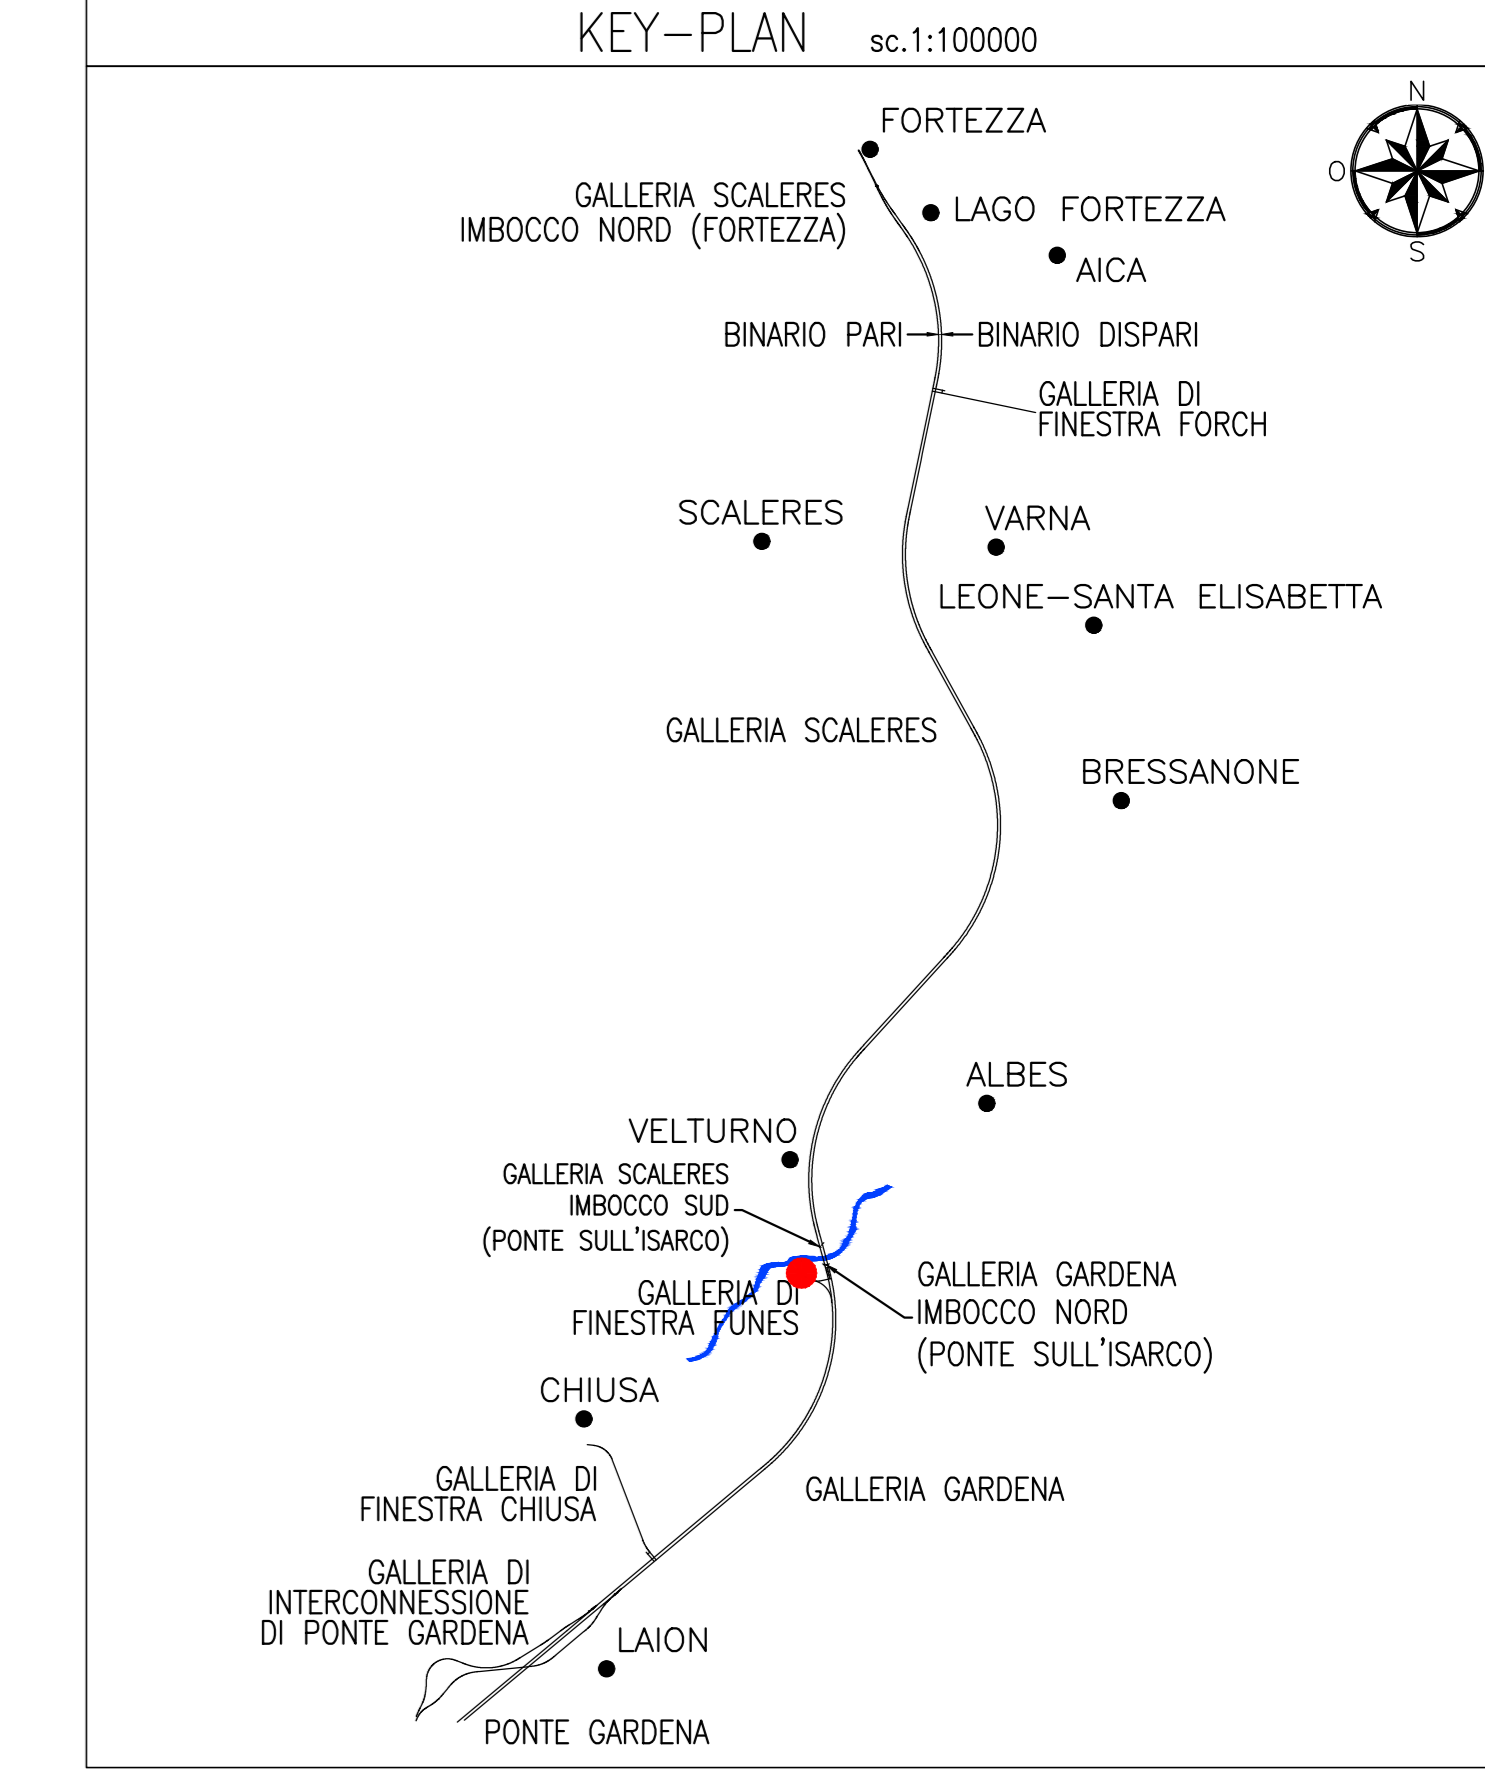 KEY-PLAN sc.1:100000
N
O
S
FORTEZZA
GALLERIA SCALERES
IMBOCCO NORD (FORTEZZA)
LAGO FORTEZZA
AICA
BINARIO PARI
BINARIO DISPARI
GALLERIA DI
FINESTRA FORCH
SCALERES
VARNA
LEONE-SANTA ELISABETTA
GALLERIA SCALERES
BRESSANONE
ALBES
VELTURNO
GALLERIA SCALERES
IMBOCCO SUD
(PONTE SULL'ISARCO)
GALLERIA DI
FINESTRA FUNES
GALLERIA GARDENA
IMBOCCO NORD
(PONTE SULL'ISARCO)
CHIUSA
GALLERIA DI
FINESTRA CHIUSA
GALLERIA GARDENA
GALLERIA DI
INTERCONNESSIONE
DI PONTE GARDENA
LAION
PONTE GARDENA